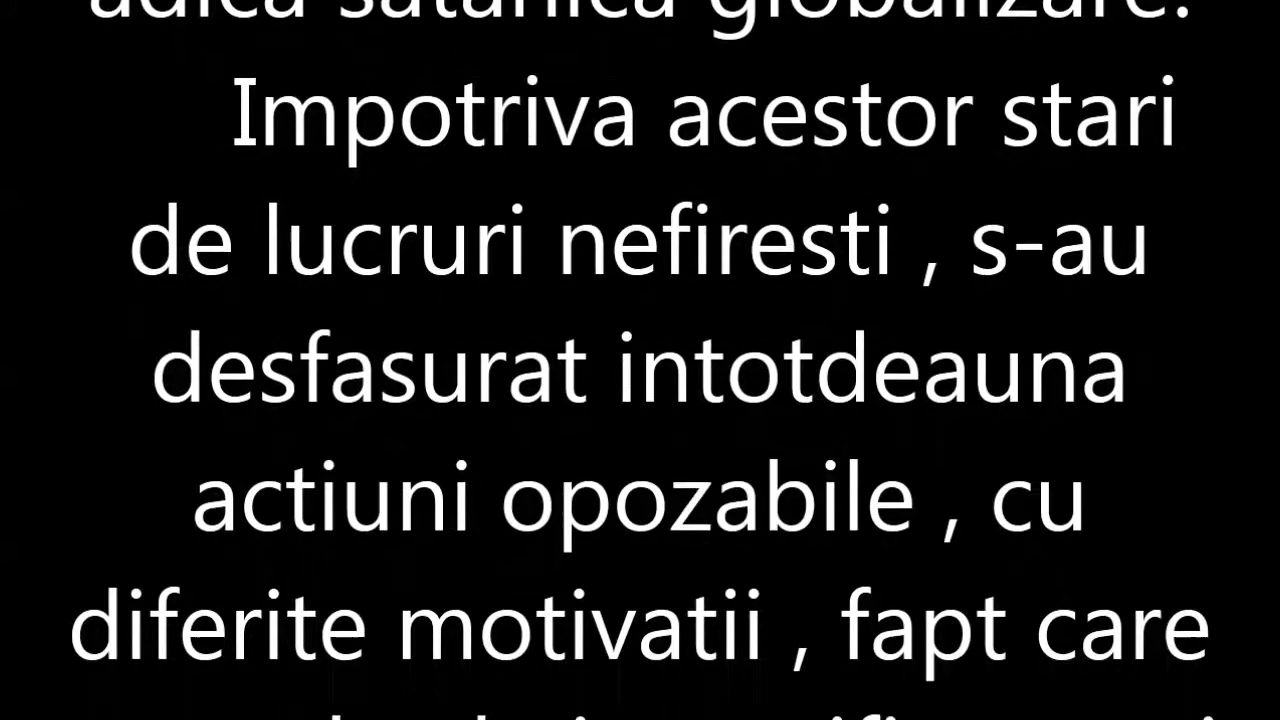 adica satanica globalizare.
Impotriva acestor stari
de lucruri nefiresti , s-au
desfasurat intotdeauna
actiuni opozabile , cu
diferite motivatii , fapt care